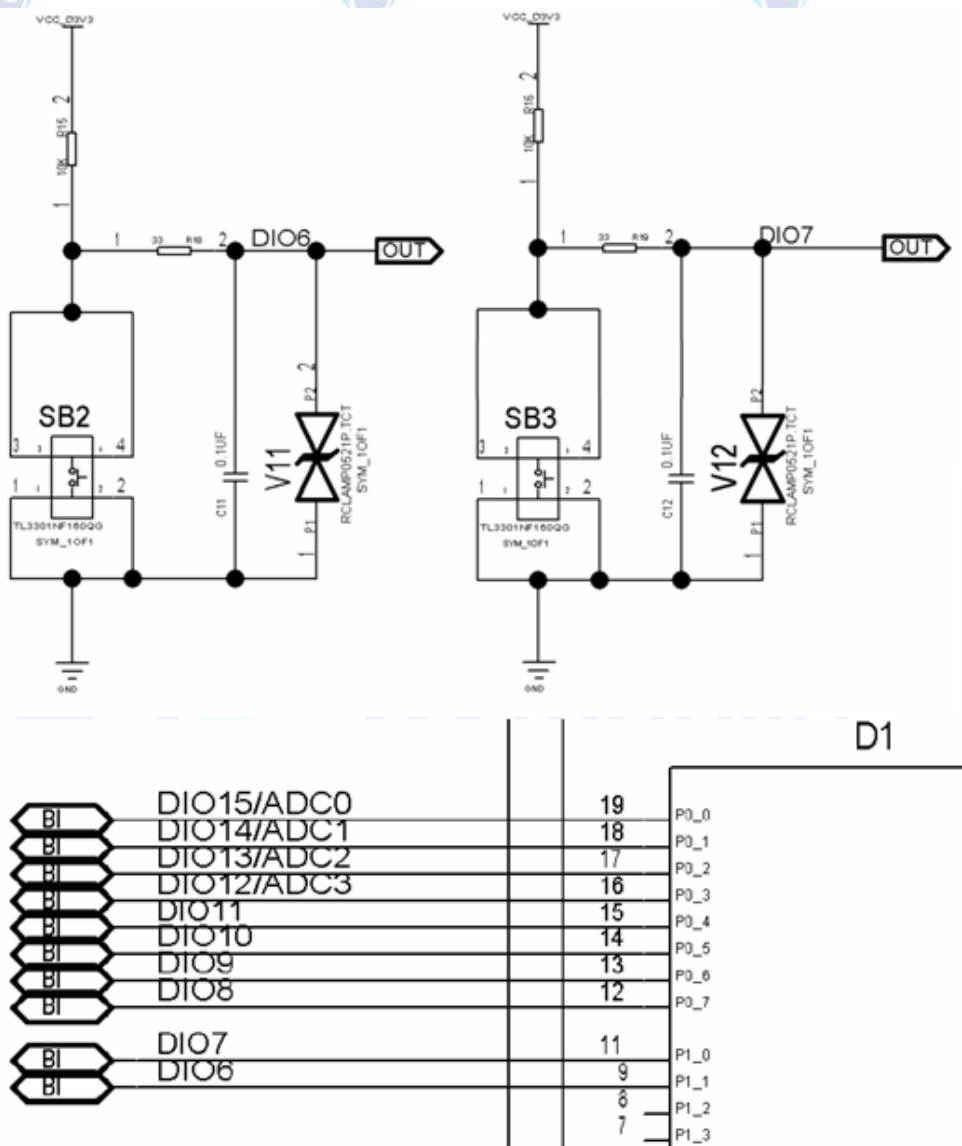 VCC_D3V3
2
R15
10K
1
1 33 R18 2 DIO6 OUT
SB2
3 4
1 2
TL3301NF160QG
SYM_1OF1
C11 0.1UF
V11
2
P2
RCLAMP0521P.TCT
SYM_1OF1
P1
1
GND
VCC_D3V3
2
R16
10K
1
1 33 R19 2 DIO7 OUT
SB3
3 4
1 2
TL3301NF160QG
SYM_1OF1
C12 0.1UF
V12
P2
RCLAMP0521P.TCT
SYM_1OF1
P1
1
GND
D1
BI DIO15/ADC0 19 P0_0
BI DIO14/ADC1 18 P0_1
BI DIO13/ADC2 17 P0_2
BI DIO12/ADC3 16 P0_3
BI DIO11 15 P0_4
BI DIO10 14 P0_5
BI DIO9 13 P0_6
BI DIO8 12 P0_7
BI DIO7 11 P1_0
BI DIO6 9 P1_1
8 P1_2
7 P1_3